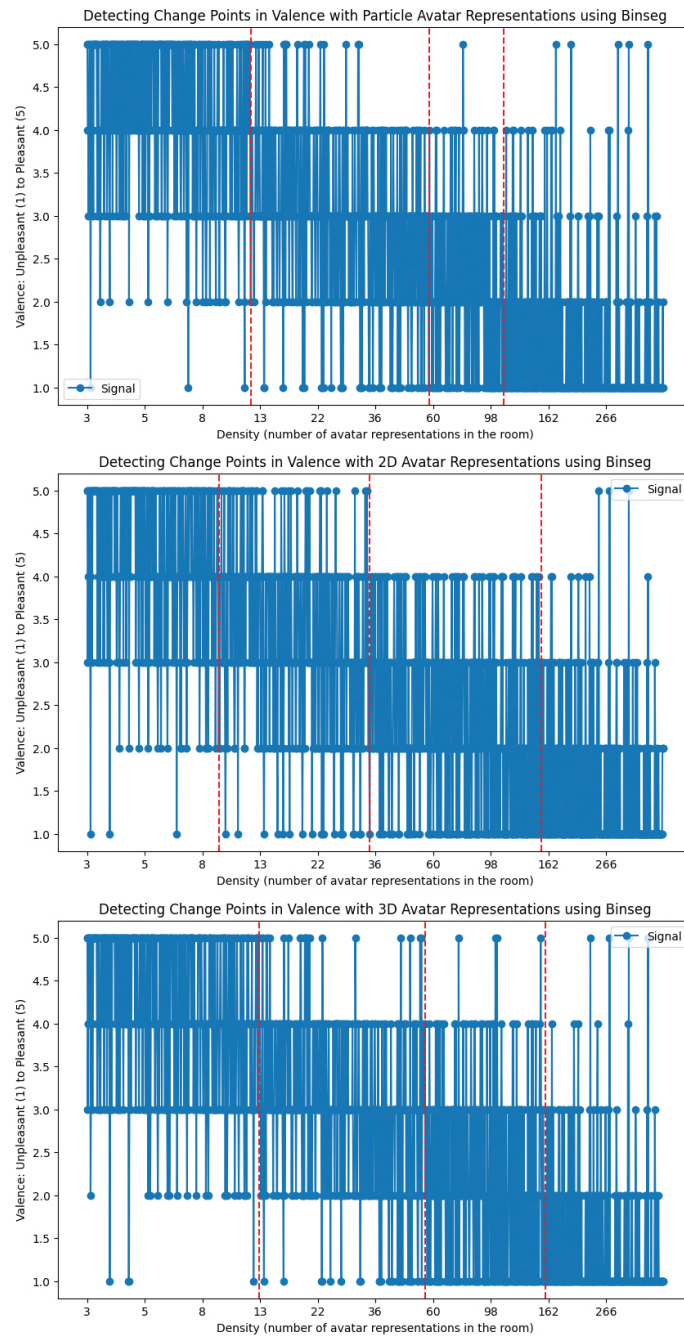 Detecting Change Points in Valence with Particle Avatar Representations using Binseg
5.0
4.5
4.0
3.5
3.0
2.5
2.0
1.5
1.0
Valence: Unpleasant (1) to Pleasant (5)
Signal
3 5 8 13 22 36 60 98 162 266
Density (number of avatar representations in the room)
Detecting Change Points in Valence with 2D Avatar Representations using Binseg
5.0
4.5
4.0
3.5
3.0
2.5
2.0
1.5
1.0
Valence: Unpleasant (1) to Pleasant (5)
Signal
3 5 8 13 22 36 60 98 162 266
Density (number of avatar representations in the room)
Detecting Change Points in Valence with 3D Avatar Representations using Binseg
5.0
4.5
4.0
3.5
3.0
2.5
2.0
1.5
1.0
Valence: Unpleasant (1) to Pleasant (5)
Signal
3 5 8 13 22 36 60 98 162 266
Density (number of avatar representations in the room)